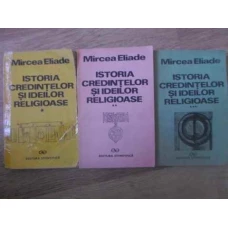 Mircea Eliade
ISTORIA
CREDINȚELOR
ȘI IDEILOR
RELIGIOASE
*
Mircea Eliade
ISTORIA
CREDINȚELOR
ȘI IDEILOR
RELIGIOASE
**
Mircea Eliade
ISTORIA
CREDINȚELOR
ȘI IDEILOR
RELIGIOASE